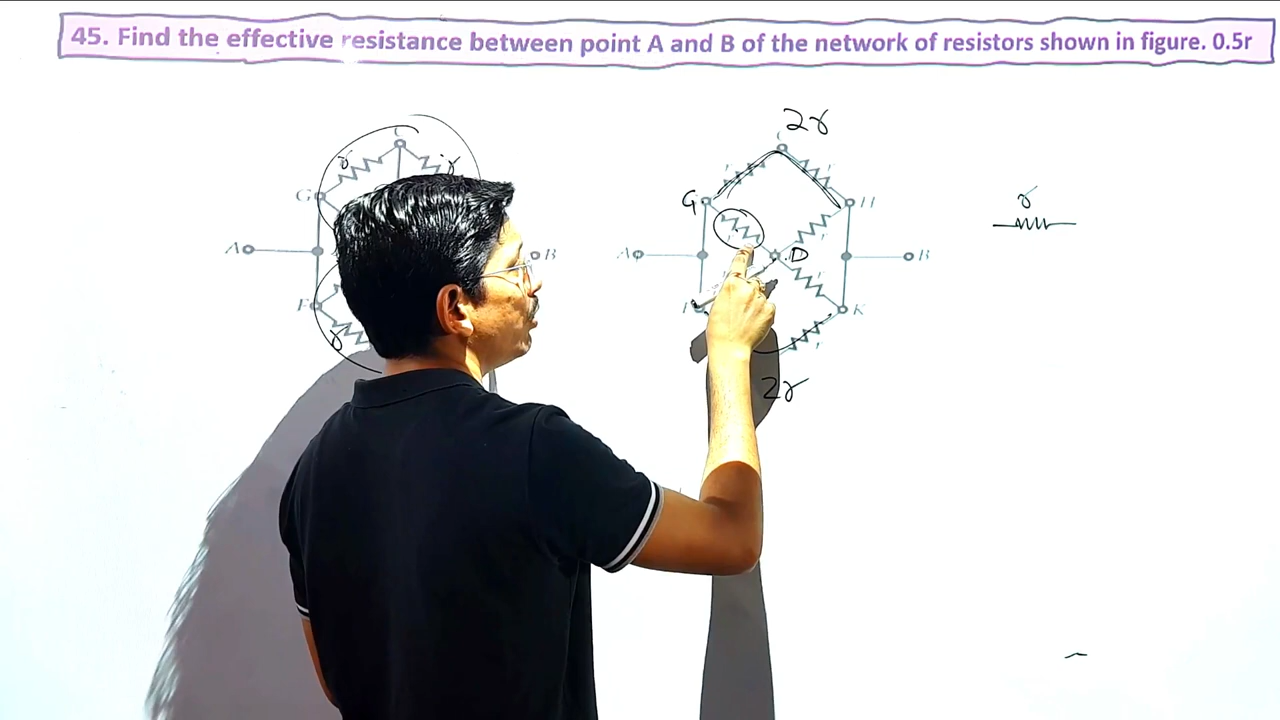 45. Find the effective resistance between point A and B of the network of resistors shown in figure. 0.5r
2r
C
C
r
r
r
r
G
G
H
r
r
r
D
A
B
A
B
F
K
r
r
r
2r